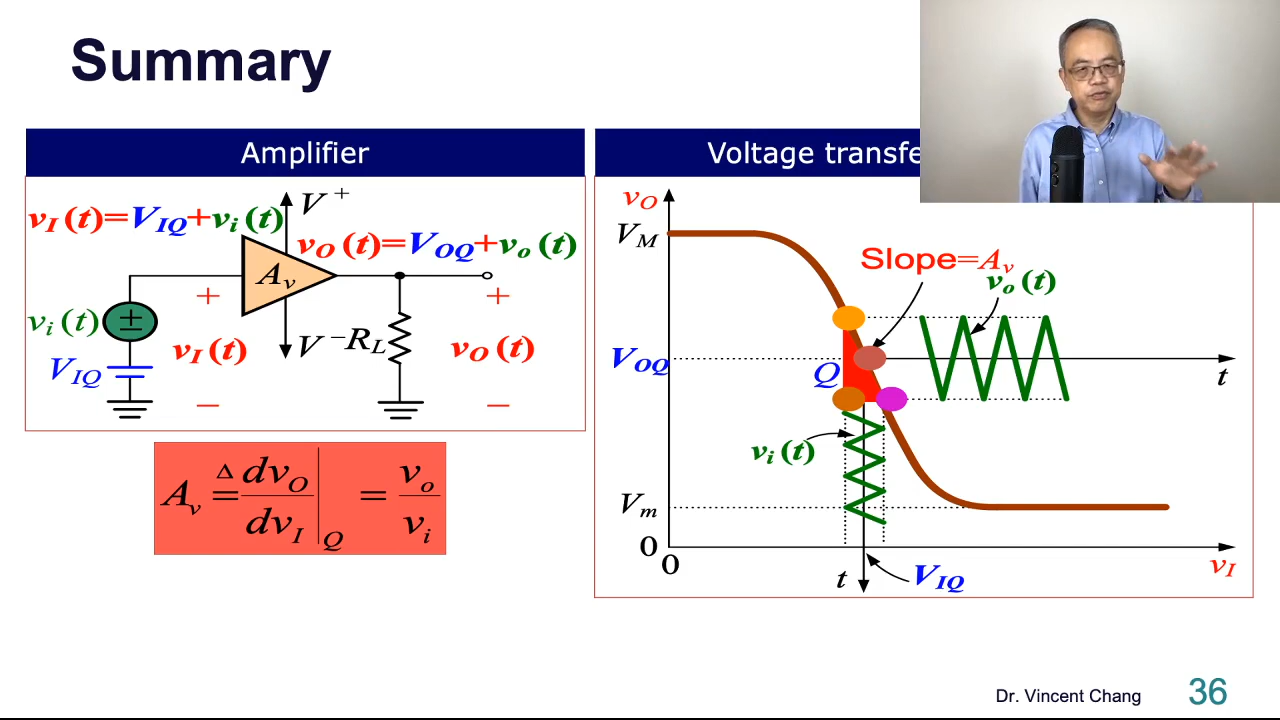 Summary
Amplifier
v_I(t)=V_IQ+v_i(t)
V⁺
v_O(t)=V_OQ+v_o(t)
A_v
+
+
v_i(t)
±
v_I(t)
V⁻
R_L
v_O(t)
V_IQ
−
−
A_v ≜ dv_O/dv_I |_Q = v_o/v_i
Voltage transfe
v_O
V_M
Slope=A_v
v_o(t)
V_OQ
Q
t
v_i(t)
V_m
0
0
t
V_IQ
v_I
Dr. Vincent Chang
36